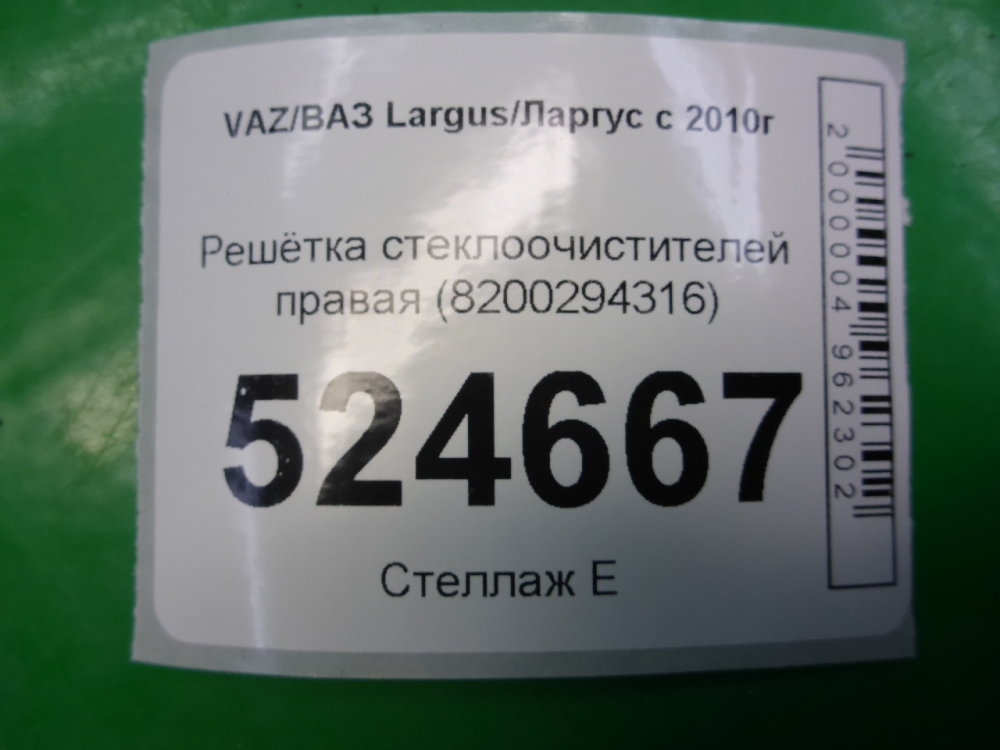 VAZ/ВАЗ Largus/Ларгус с 2010г
Решётка стеклоочистителей
правая (8200294316)
524667
Стеллаж Е
2000004962302